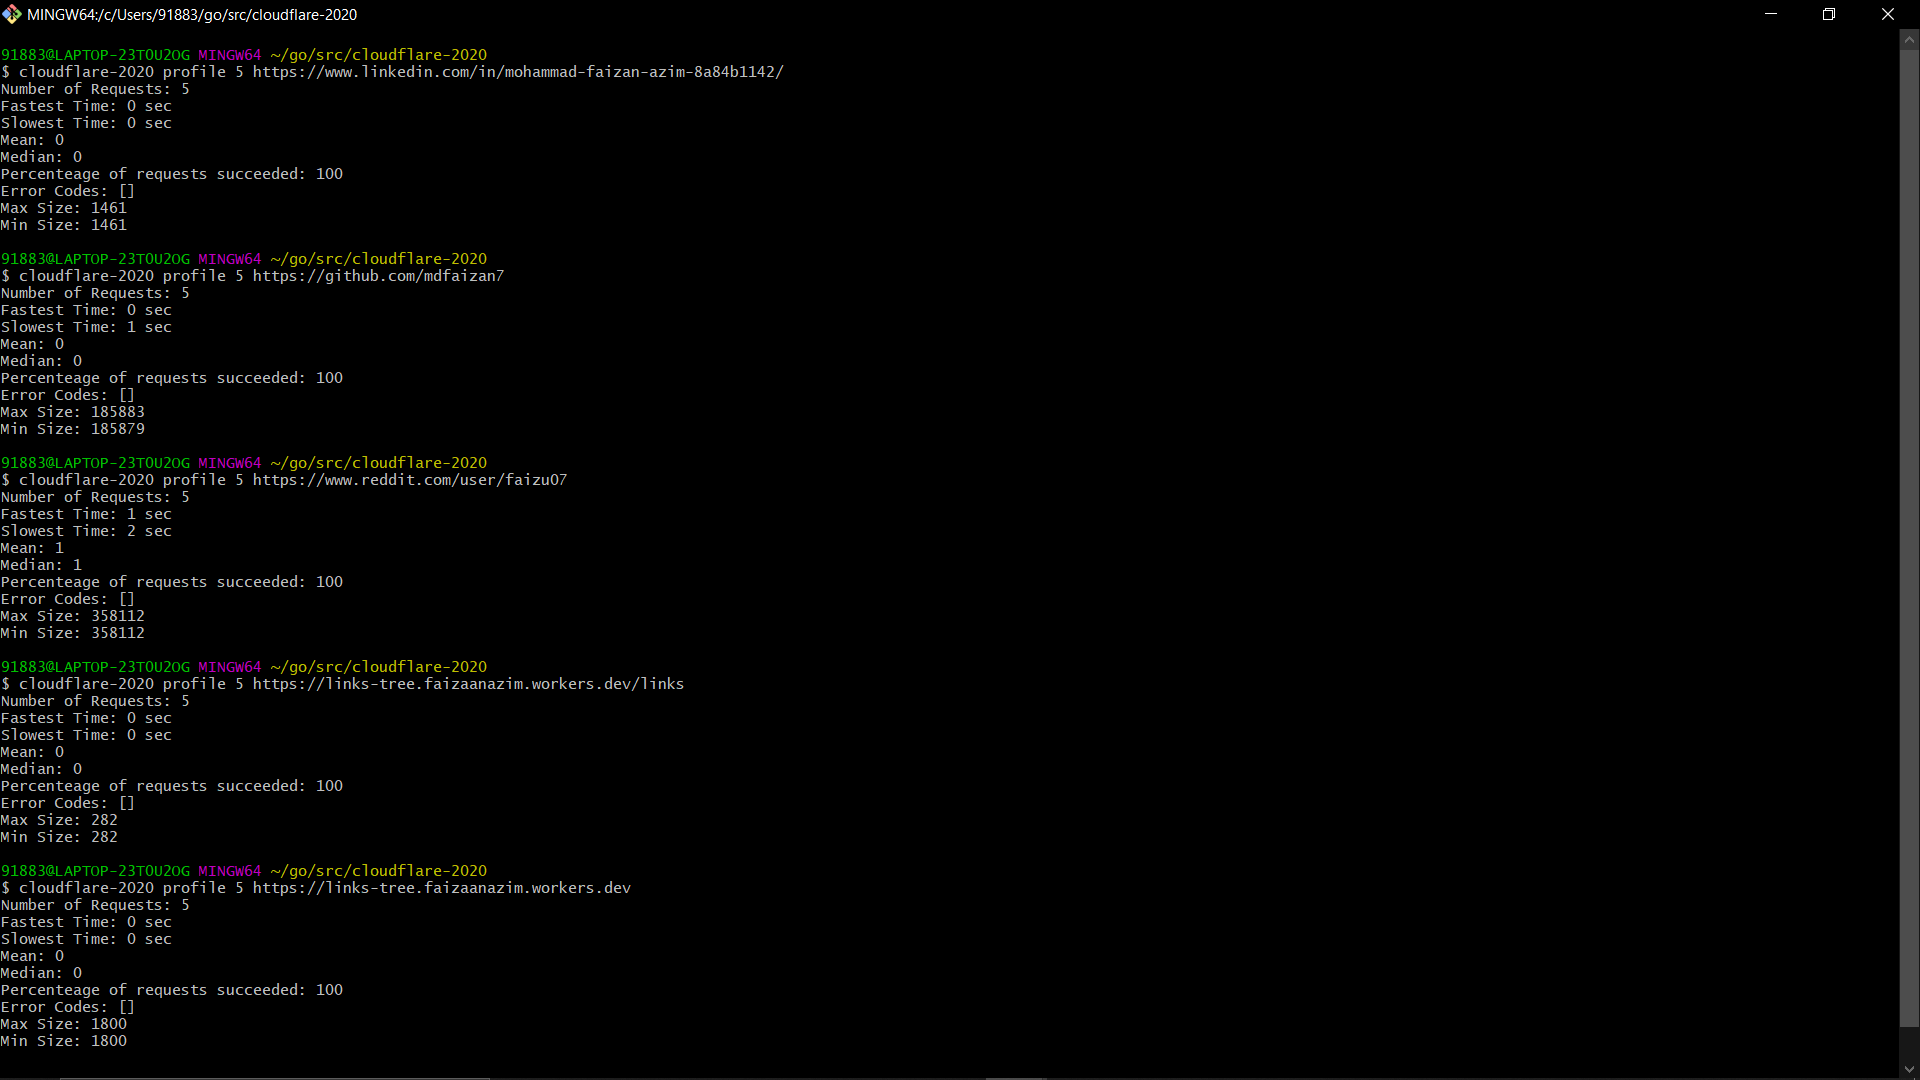 MINGW64:/c/Users/91883/go/src/cloudflare-2020
91883@LAPTOP-23T0U2OG MINGW64 ~/go/src/cloudflare-2020
$ cloudflare-2020 profile 5 https://www.linkedin.com/in/mohammad-faizan-azim-8a84b1142/
Number of Requests: 5
Fastest Time: 0 sec
Slowest Time: 0 sec
Mean: 0
Median: 0
Percenteage of requests succeeded: 100
Error Codes: []
Max Size: 1461
Min Size: 1461
91883@LAPTOP-23T0U2OG MINGW64 ~/go/src/cloudflare-2020
$ cloudflare-2020 profile 5 https://github.com/mdfaizan7
Number of Requests: 5
Fastest Time: 0 sec
Slowest Time: 1 sec
Mean: 0
Median: 0
Percenteage of requests succeeded: 100
Error Codes: []
Max Size: 185883
Min Size: 185879
91883@LAPTOP-23T0U2OG MINGW64 ~/go/src/cloudflare-2020
$ cloudflare-2020 profile 5 https://www.reddit.com/user/faizu07
Number of Requests: 5
Fastest Time: 1 sec
Slowest Time: 2 sec
Mean: 1
Median: 1
Percenteage of requests succeeded: 100
Error Codes: []
Max Size: 358112
Min Size: 358112
91883@LAPTOP-23T0U2OG MINGW64 ~/go/src/cloudflare-2020
$ cloudflare-2020 profile 5 https://links-tree.faizaanazim.workers.dev/links
Number of Requests: 5
Fastest Time: 0 sec
Slowest Time: 0 sec
Mean: 0
Median: 0
Percenteage of requests succeeded: 100
Error Codes: []
Max Size: 282
Min Size: 282
91883@LAPTOP-23T0U2OG MINGW64 ~/go/src/cloudflare-2020
$ cloudflare-2020 profile 5 https://links-tree.faizaanazim.workers.dev
Number of Requests: 5
Fastest Time: 0 sec
Slowest Time: 0 sec
Mean: 0
Median: 0
Percenteage of requests succeeded: 100
Error Codes: []
Max Size: 1800
Min Size: 1800